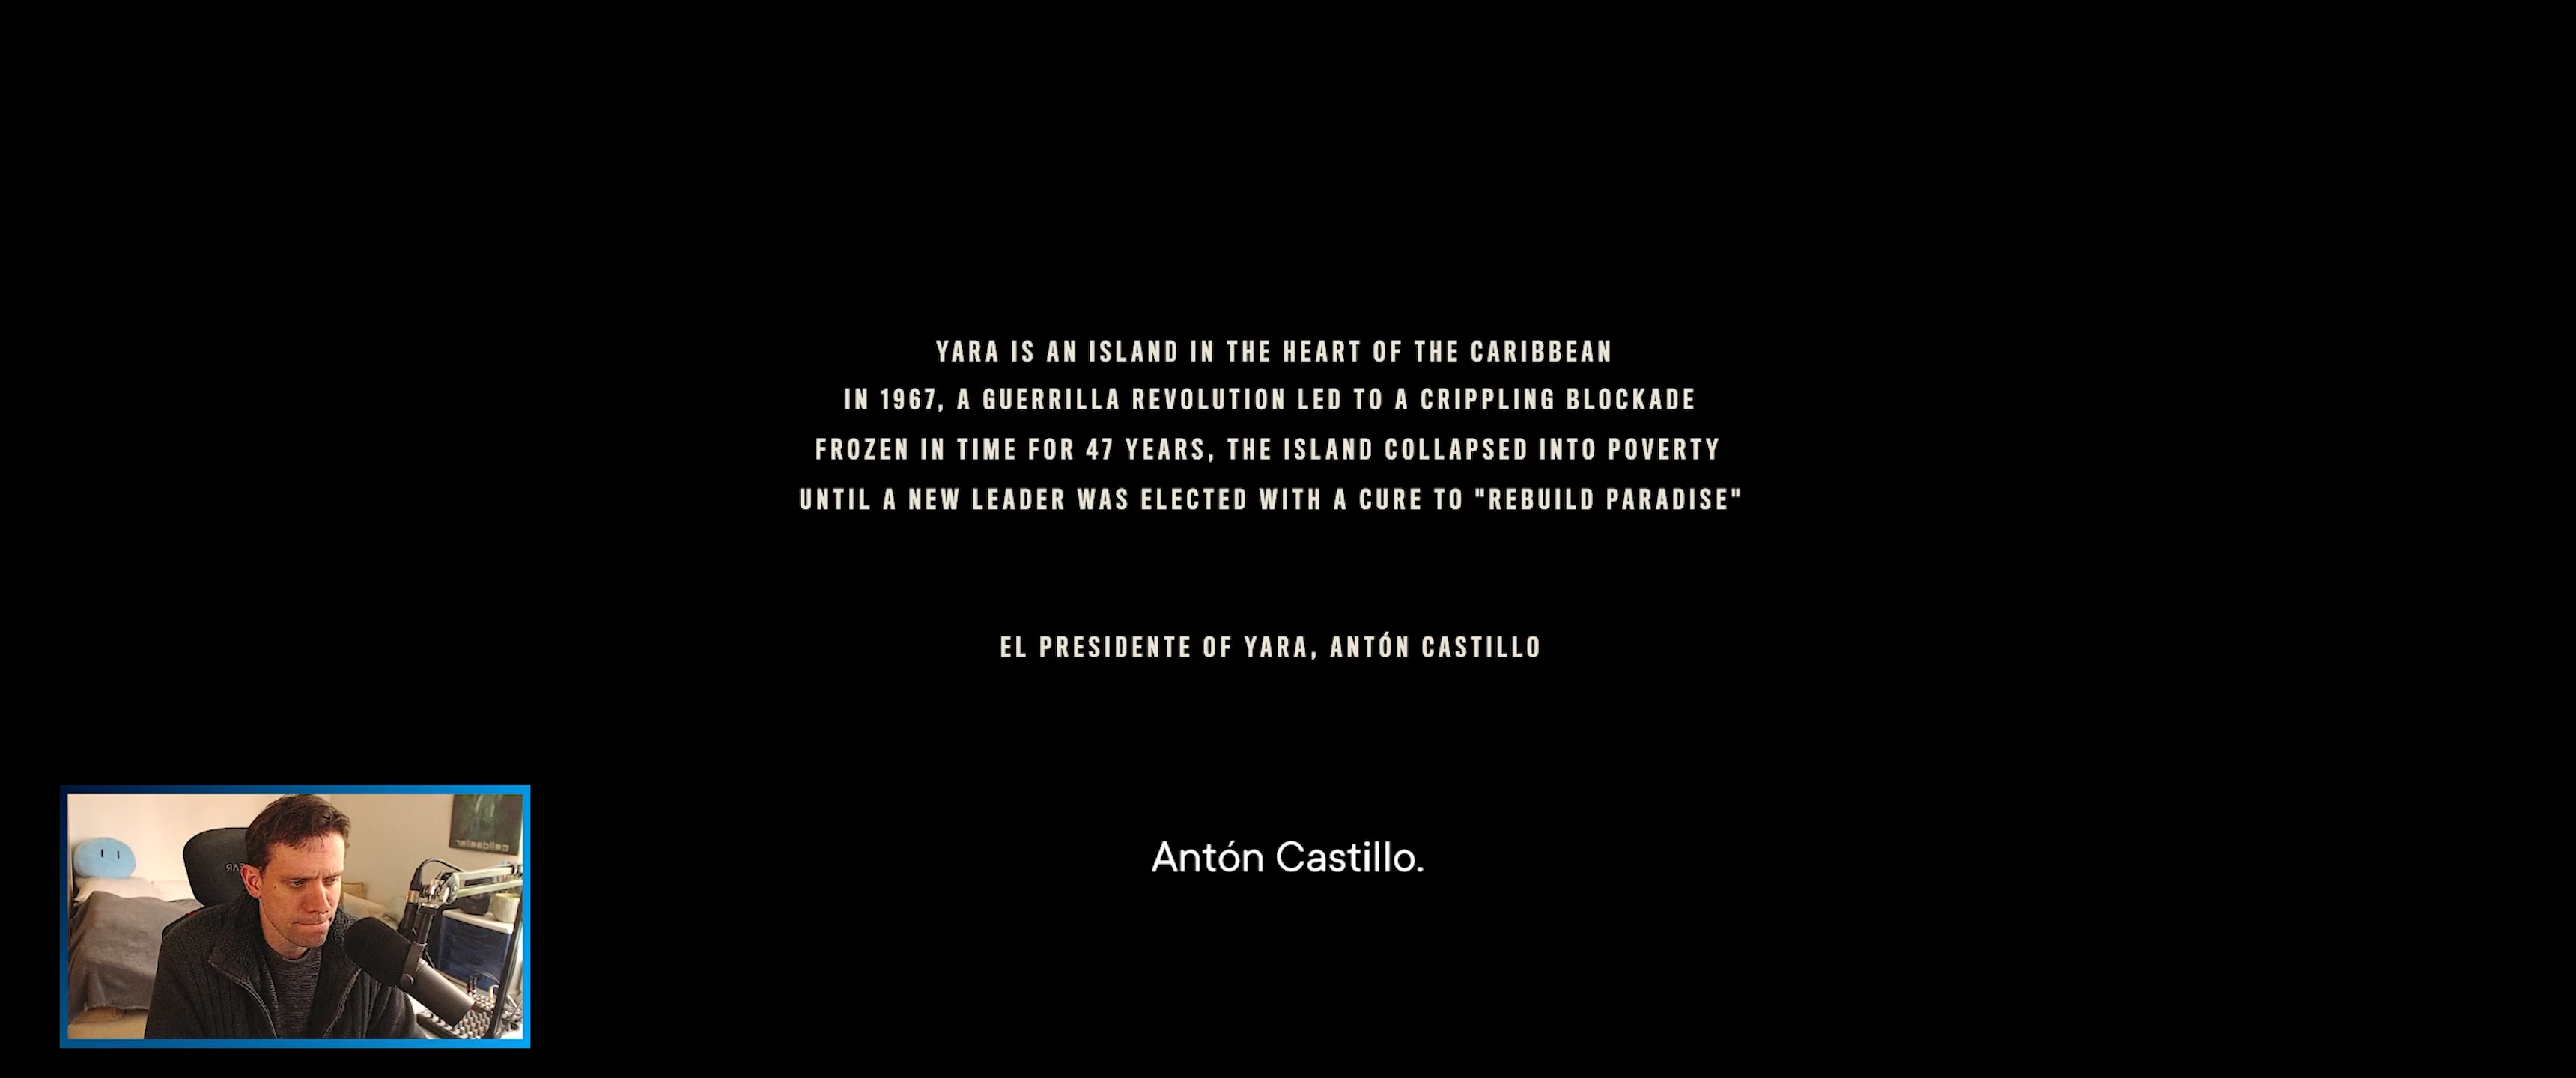 YARA IS AN ISLAND IN THE HEART OF THE CARIBBEAN
IN 1967, A GUERRILLA REVOLUTION LED TO A CRIPPLING BLOCKADE
FROZEN IN TIME FOR 47 YEARS, THE ISLAND COLLAPSED INTO POVERTY
UNTIL A NEW LEADER WAS ELECTED WITH A CURE TO "REBUILD PARADISE"
EL PRESIDENTE OF YARA, ANTÓN CASTILLO
Antón Castillo.